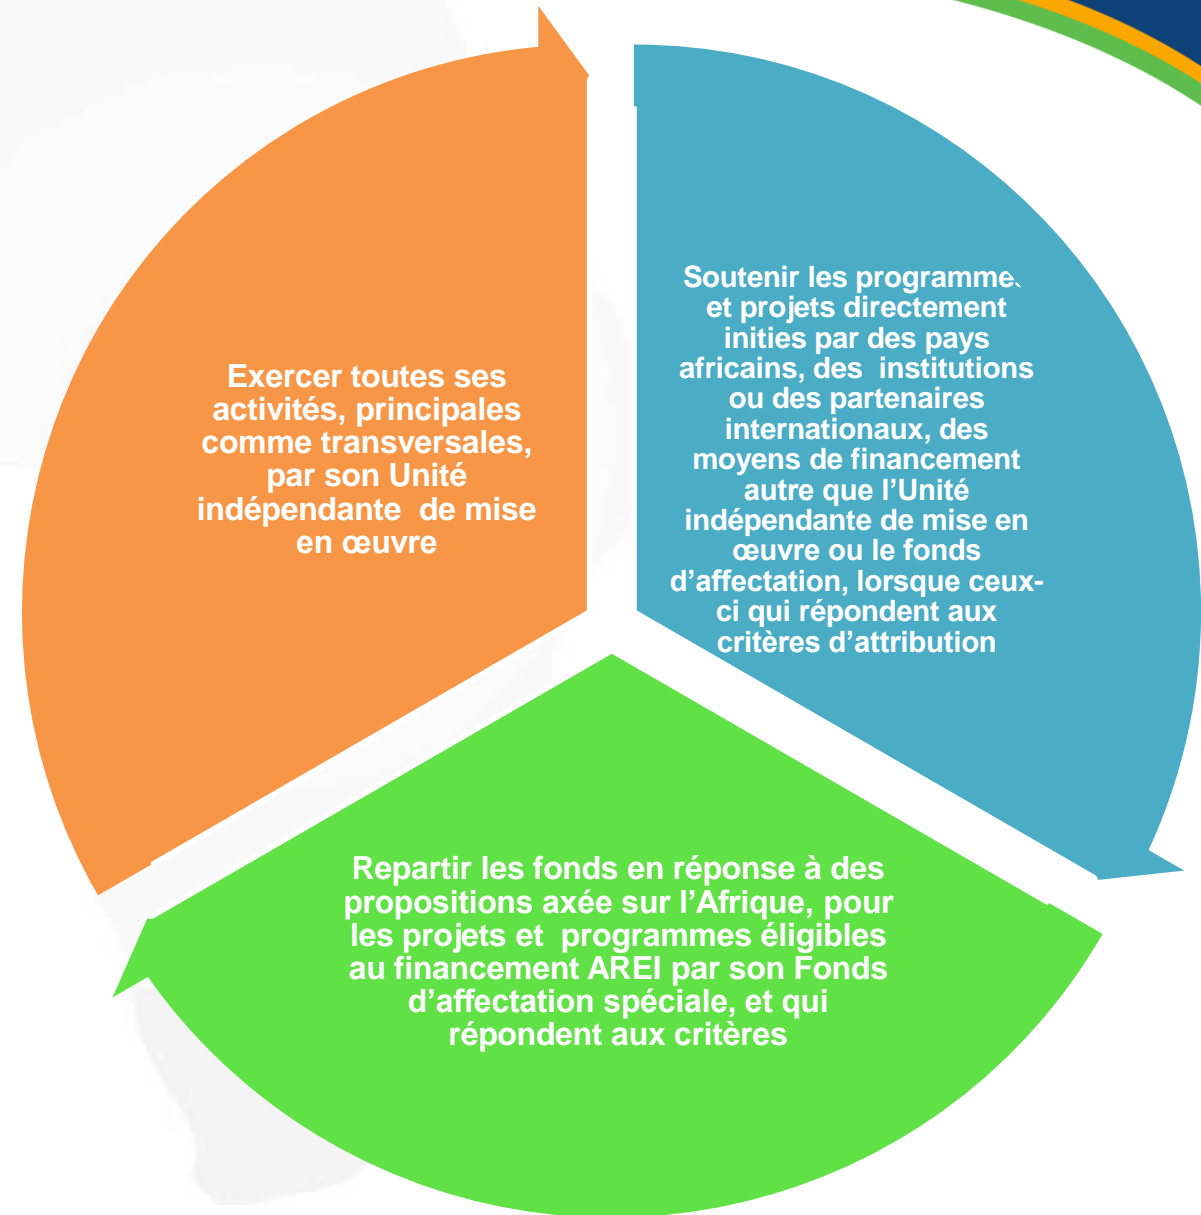 Exercer toutes ses
activités, principales
comme transversales,
par son Unité
indépendante de mise
en œuvre
Soutenir les programmes
et projets directement
inities par des pays
africains, des institutions
ou des partenaires
internationaux, des
moyens de financement
autre que l’Unité
indépendante de mise en
œuvre ou le fonds
d’affectation, lorsque ceux-
ci qui répondent aux
critères d’attribution
Repartir les fonds en réponse à des
propositions axée sur l’Afrique, pour
les projets et programmes éligibles
au financement AREI par son Fonds
d’affectation spéciale, et qui
répondent aux critères